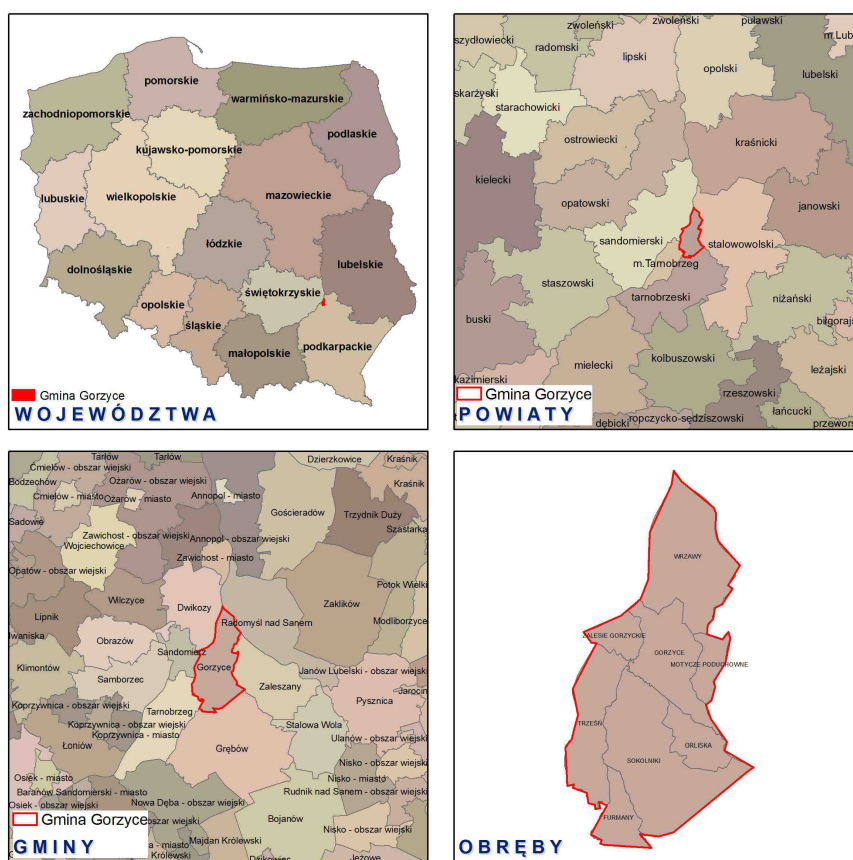 pomorskie
warmińsko-mazurskie
zachodniopomorskie
podlaskie
kujawsko-pomorskie
mazowieckie
lubuskie
wielkopolskie
łódzkie
lubelskie
dolnośląskie
świętokrzyskie
opolskie
śląskie
podkarpackie
małopolskie
Gmina Gorzyce
WOJEWÓDZTWA
zwoleński
zwoleński
puławski
szydłowiecki
radomski
lipski
opolski
lubelski
skarżyski
starachowicki
ostrowiecki
kraśnicki
kielecki
opatowski
janowski
sandomierski
stalowowolski
m.Tarnobrzeg
staszowski
tarnobrzeski
niżański
buski
biłgorajs
mielecki
kolbuszowski
leżajski
kazimierski
rzeszowski
Gmina Gorzyce
łańcucki
POWIATY
dębicki
ropczycko-sędziszowski
przewors
Tarłów
Tarłów
Dzierzkowice
Kraśnik
Ćmielów - obszar wiejski
Bodzechów
Ożarów - obszar wiejski
Kraśnik
Ćmielów - miasto
Ożarów - miasto
Annopol - miasto
Gościeradów
Trzydnik Duży
Sadowie
Szastarka
Zawichost - obszar wiejski
Annopol - obszar wiejski
Wojciechowice
Zawichost - miasto
Opatów - obszar wiejski
Potok Wielki
Wilczyce
Dwikozy
Zaklików
Lipnik
Radomyśl nad Sanem
Modliborzyce
Iwaniska
Obrazów
Sandomierz
Klimontów
Gorzyce
Janów Lubelski - obszar wiejski
Samborzec
Zaleszany
Jarocin
Pysznica
Koprzywnica - obszar wiejski
Tarnobrzeg
Koprzywnica - obszar wiejski
Stalowa Wola
Koprzywnica - miasto
Ulanów - obszar wiejski
Łoniów
Grębów
Nisko - obszar wiejski
Osiek - miasto
Nisko - miasto
Baranów Sandomierski - miasto
Rudnik nad Sanem - obszar wiejski
Osiek - obszar wiejski
Nowa Dęba - obszar wiejski
Gmina Gorzyce
Bojanów
Nisko - obszar wiejski
Majdan Królewski
GMINY
Królewski
Dzikowiec
Jeżowe
WRZAWY
ZALESIE GORZYCKIE
GORZYCE
MOTYCZE PODUCHOWNE
TRZEŚŃ
ORLISKA
SOKOLNIKI
FURMANY
OBRĘBY